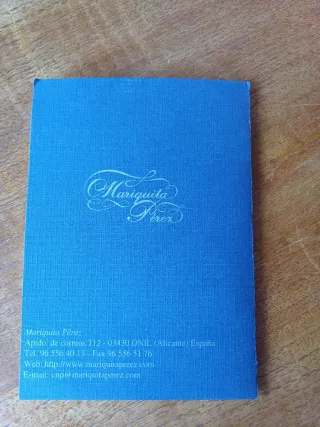 Mariquita
Pérez
Mariquita Pérez
Aptdo. de correos 112 - 03430 ONIL (Alicante) España
Tel. 96 556 40 13 - Fax 96 556 51 76
Web: http://www.mariquitaperez.com
E-mail: cnp@mariquitaperez.com